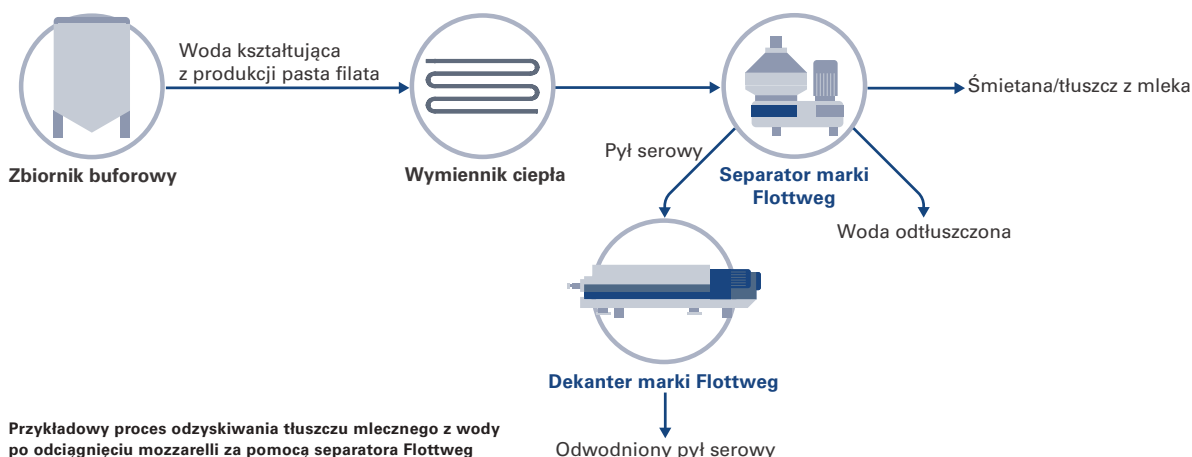 Woda kształtująca
z produkcji pasta filata
Śmietana/tłuszcz z mleka
Pył serowy
Zbiornik buforowy
Wymiennik ciepła
Separator marki
Flottweg
Woda odtłuszczona
Dekanter marki Flottweg
Przykładowy proces odzyskiwania tłuszczu mlecznego z wody
po odciągnięciu mozzarelli za pomocą separatora Flottweg
Odwodniony pył serowy